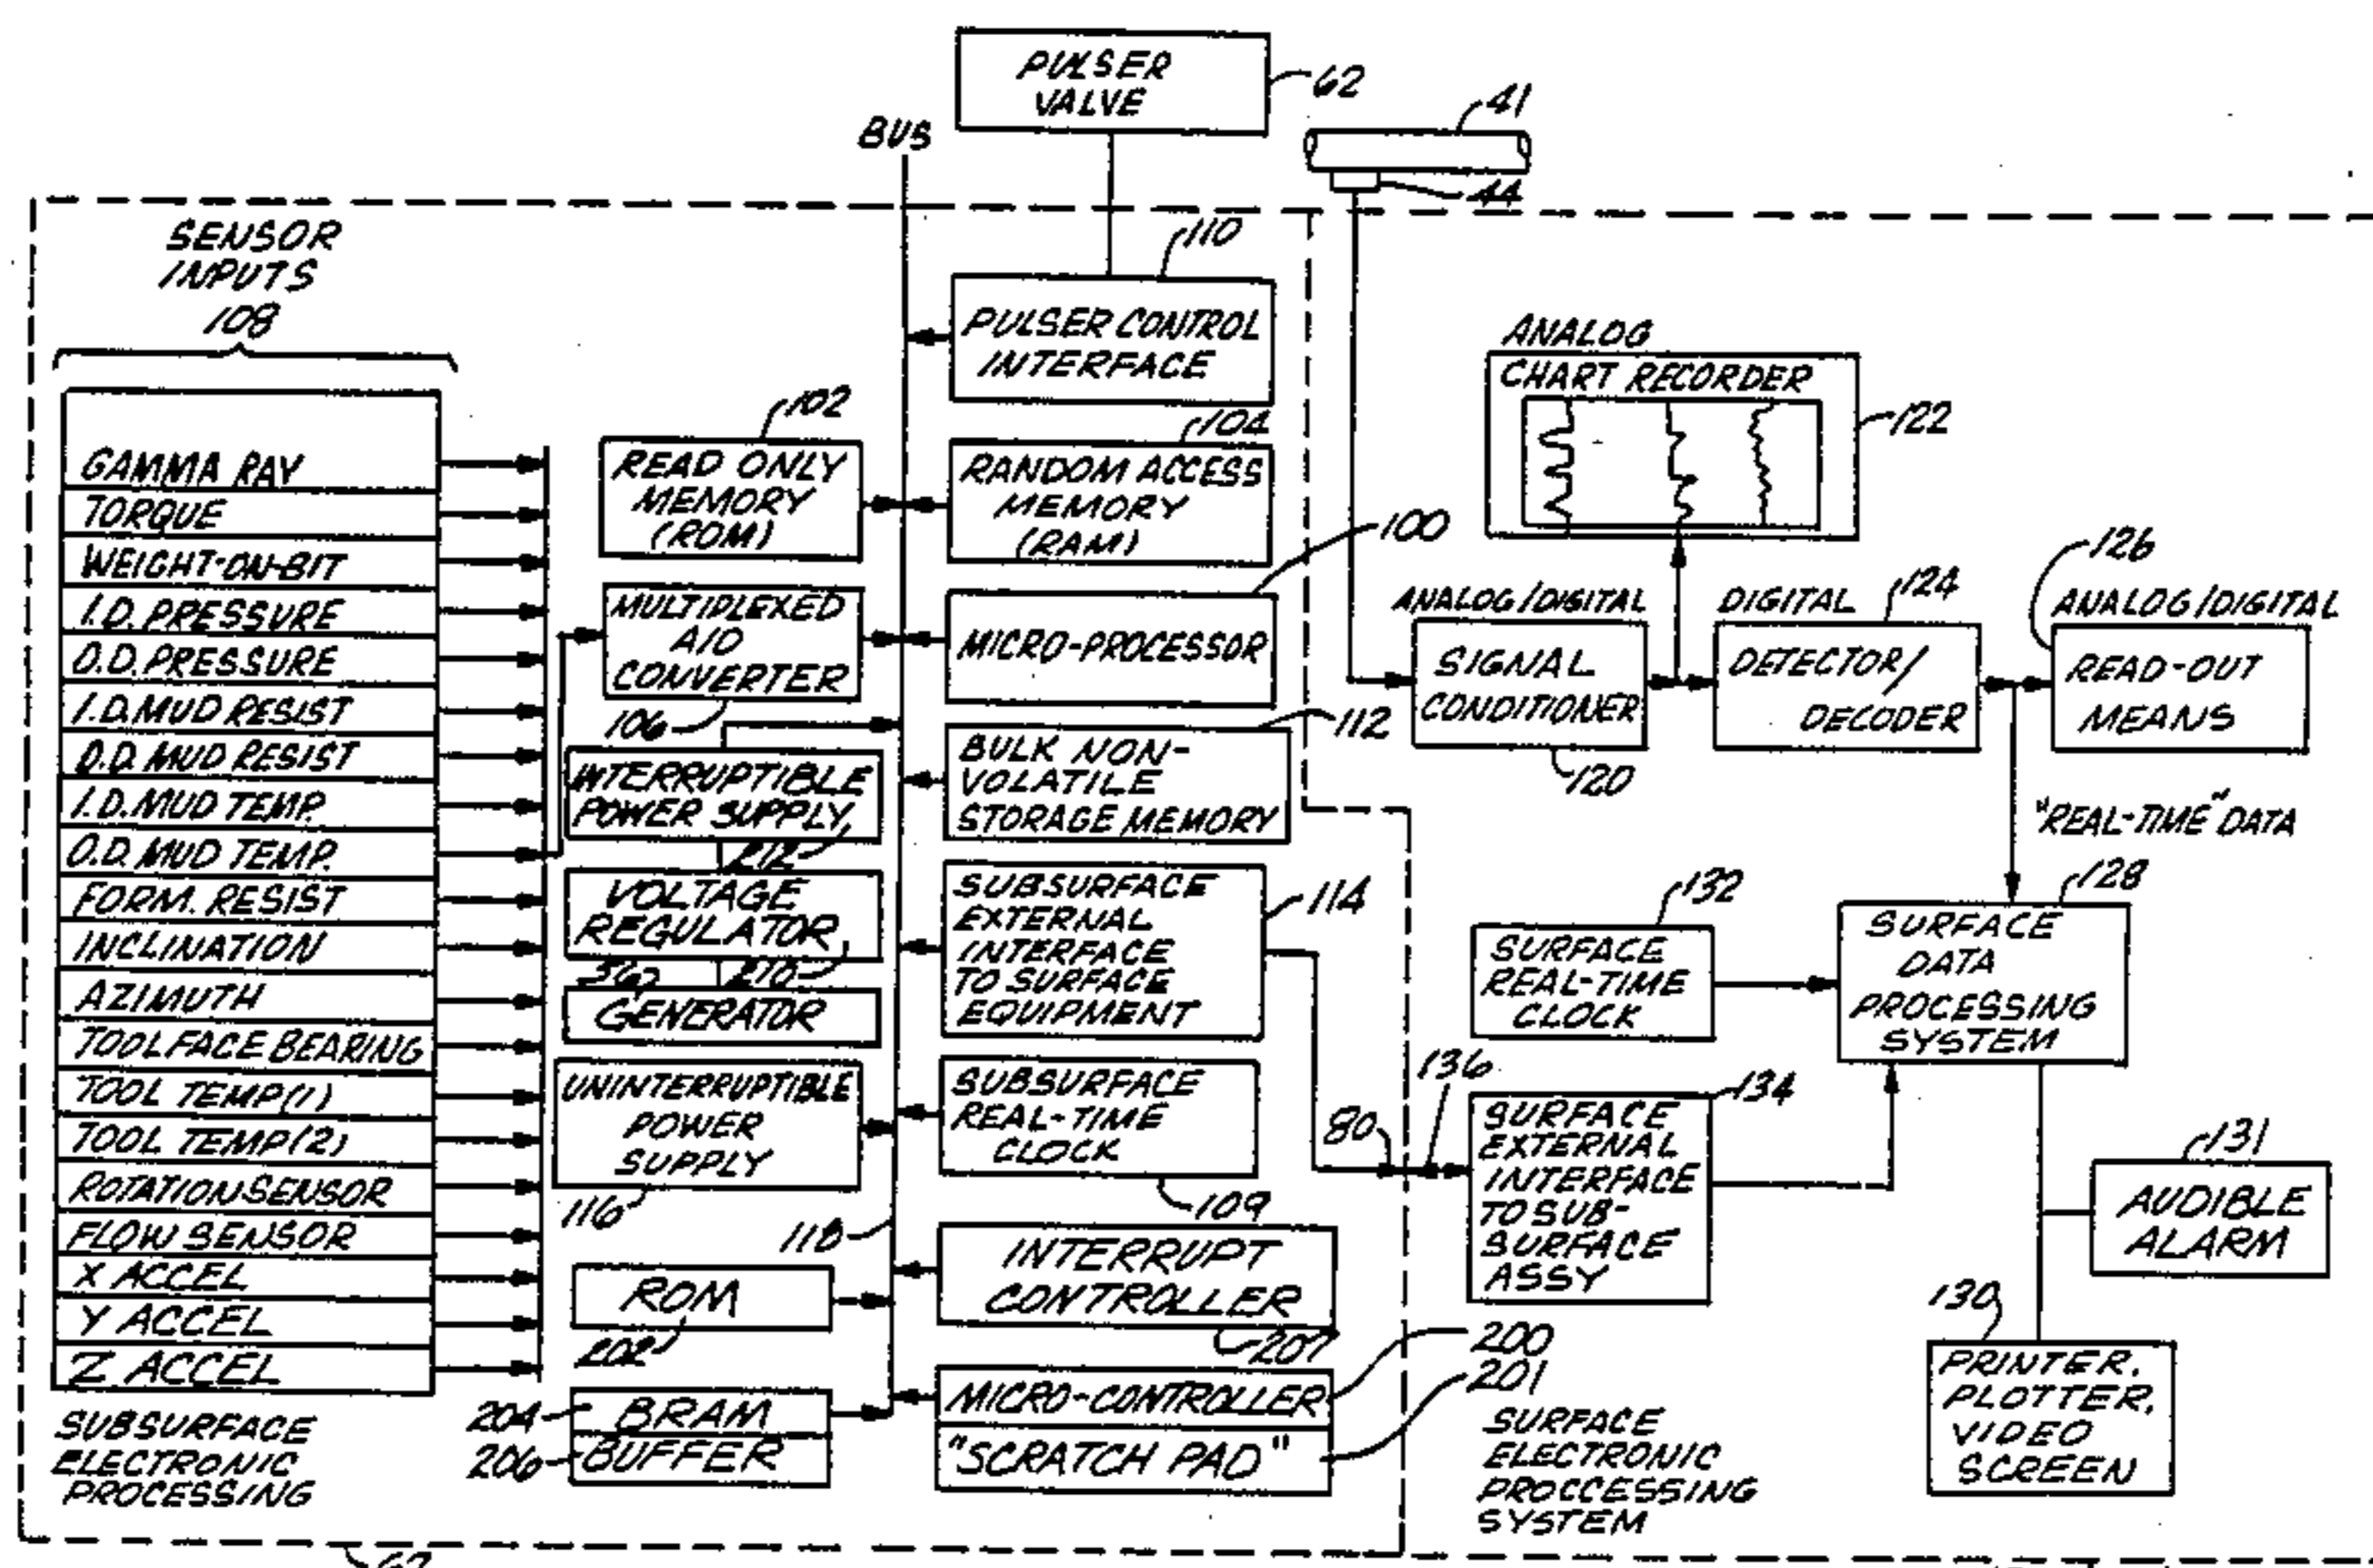 PULSER
VALVE
62
41
BUS
44
SENSOR
INPUTS
108
110
PULSER CONTROL
INTERFACE
ANALOG
CHART RECORDER
122
102
READ ONLY
MEMORY
(ROM)
104
RANDOM ACCESS
MEMORY
(RAM)
100
GAMMA RAY
TORQUE
WEIGHT-ON-BIT
I.D. PRESSURE
O.D. PRESSURE
I.D. MUD RESIST
O.D. MUD RESIST
I.D. MUD TEMP.
O.D. MUD TEMP.
FORM. RESIST
INCLINATION
AZIMUTH
TOOL FACE BEARING
TOOL TEMP(1)
TOOL TEMP(2)
ROTATION SENSOR
FLOW SENSOR
X ACCEL
Y ACCEL
Z ACCEL
MULTIPLEXED
A/D
CONVERTER
106
MICRO-PROCESSOR
ANALOG/DIGITAL
SIGNAL
CONDITIONER
120
DIGITAL
124
DETECTOR/
DECODER
126
ANALOG/DIGITAL
READ-OUT
MEANS
INTERRUPTIBLE
POWER SUPPLY
212
112
BULK NON-
VOLATILE
STORAGE MEMORY
"REAL-TIME" DATA
VOLTAGE
REGULATOR
210
GENERATOR
SUBSURFACE
EXTERNAL
INTERFACE
TO SURFACE
EQUIPMENT
114
132
SURFACE
REAL-TIME
CLOCK
128
SURFACE
DATA
PROCESSING
SYSTEM
UNINTERRUPTIBLE
POWER
SUPPLY
116
SUBSURFACE
REAL-TIME
CLOCK
109
80
136
134
SURFACE
EXTERNAL
INTERFACE
TO SUB-
SURFACE
ASSY
131
AUDIBLE
ALARM
118
ROM
202
INTERRUPT
CONTROLLER
207
200
201
130
PRINTER,
PLOTTER,
VIDEO
SCREEN
204
BRAM
206
BUFFER
MICRO-CONTROLLER
"SCRATCH PAD"
SUBSURFACE
ELECTRONIC
PROCESSING
SURFACE
ELECTRONIC
PROCCESSING
SYSTEM